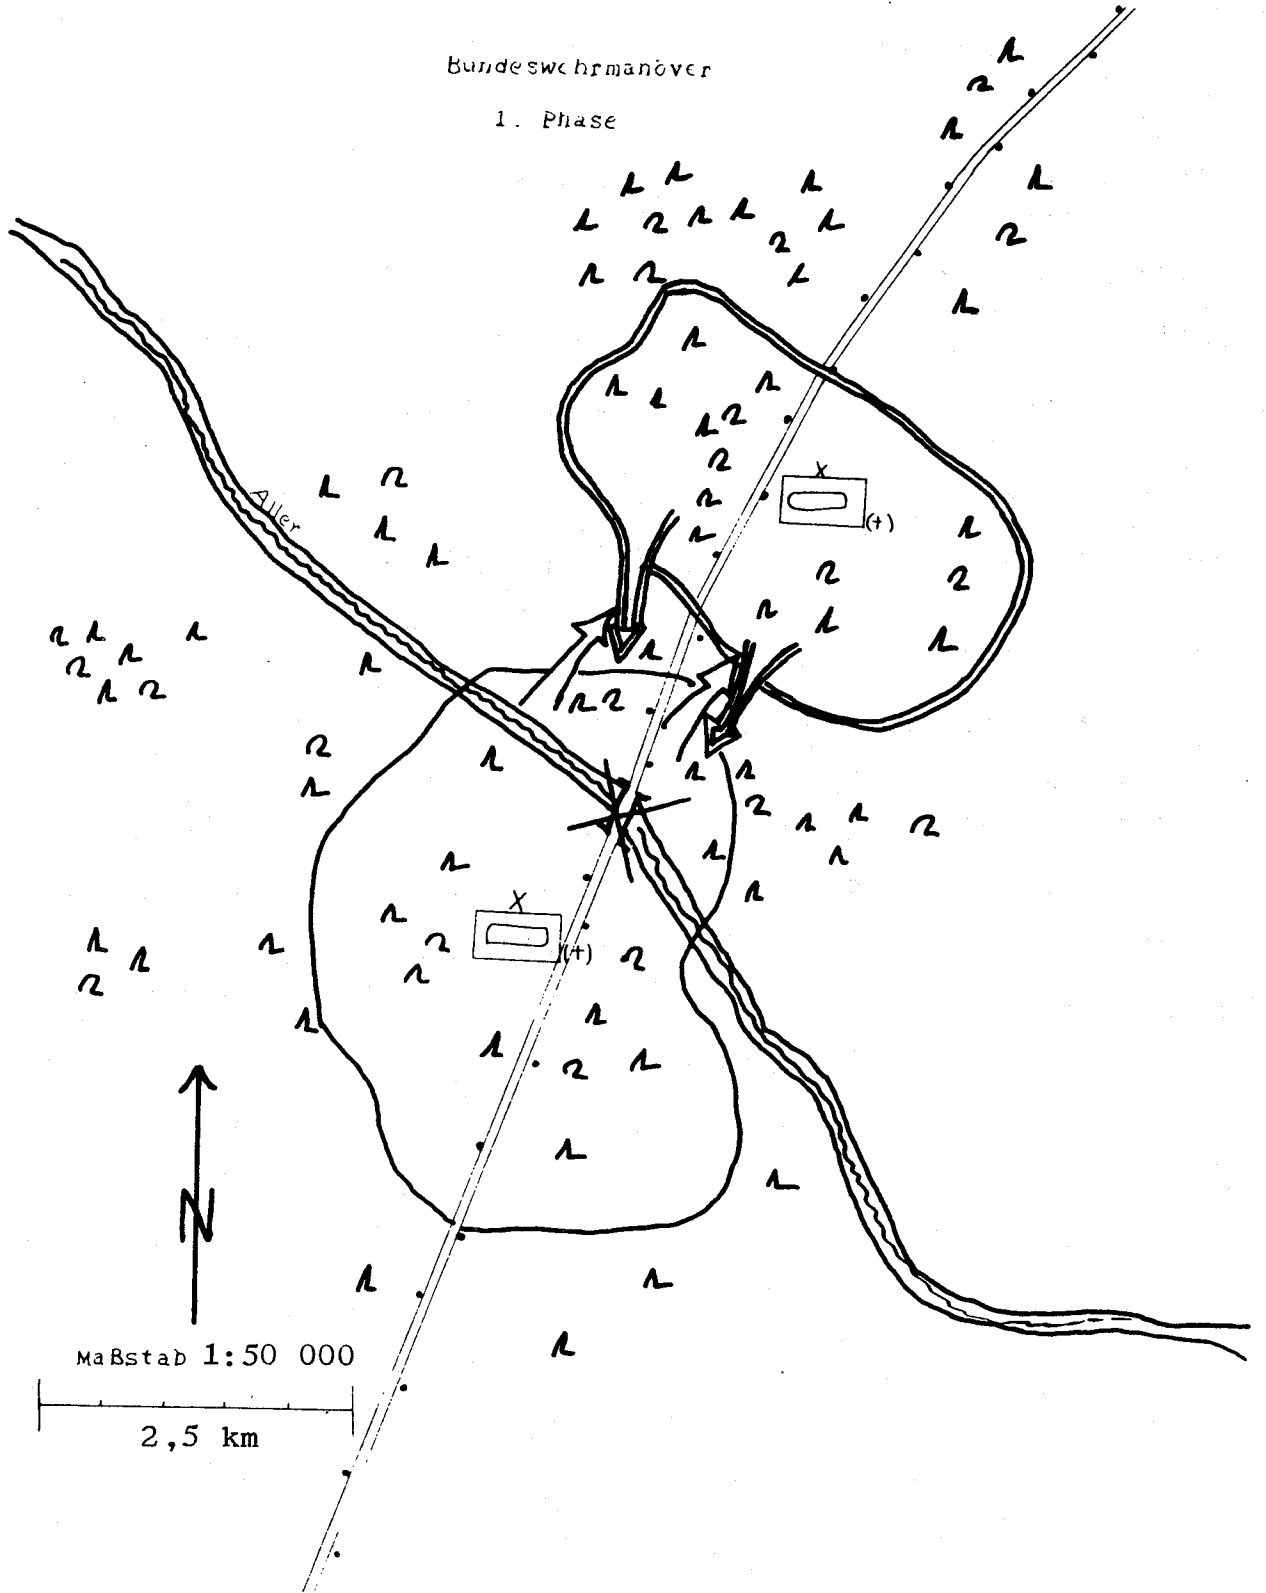 Bundeswehrmanöver
1. Phase
Aller
X
(+)
X
(+)
N
Maßstab 1:50 000
2,5 km